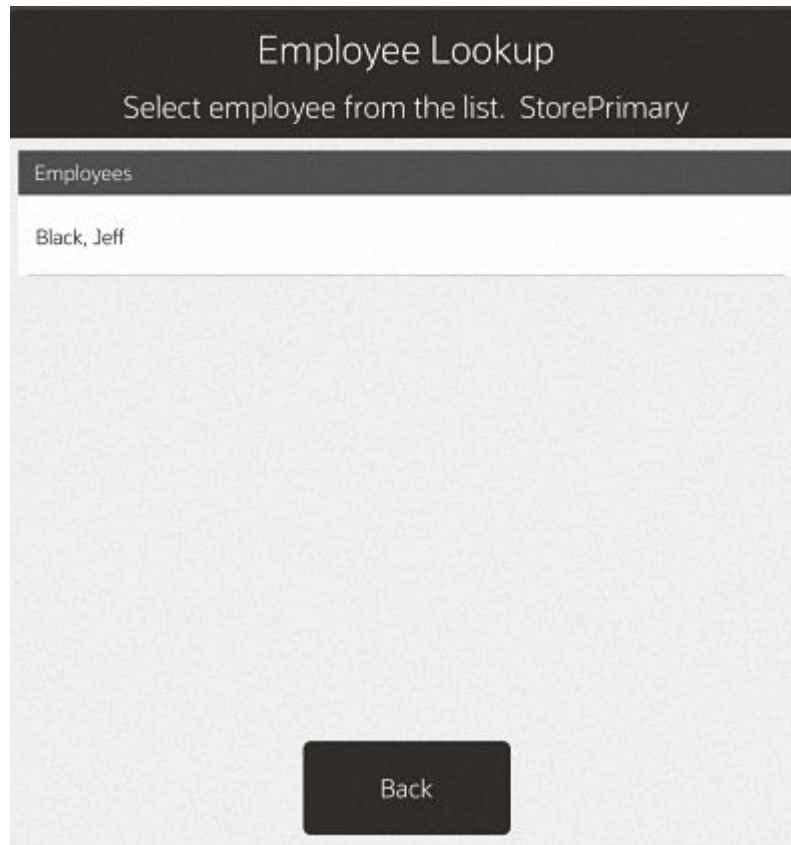 Employee Lookup
Select employee from the list. StorePrimary
Employees
Black, Jeff
Back